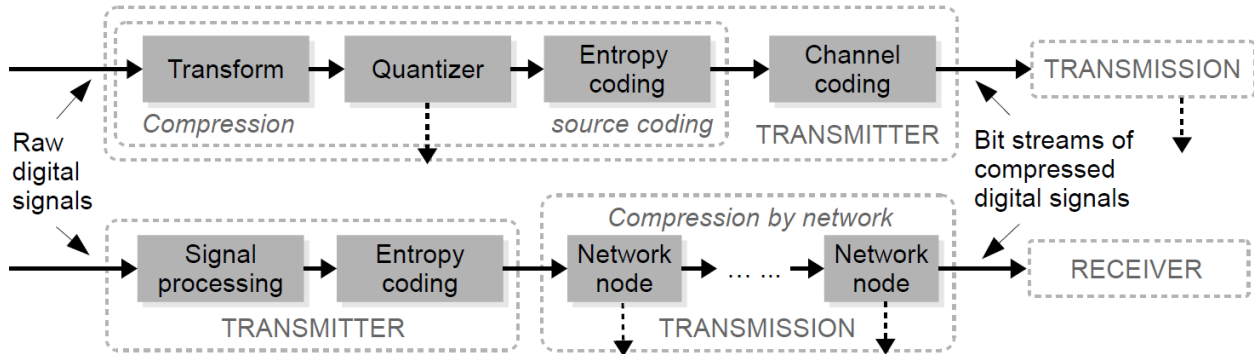 Transform
Quantizer
Entropy
coding
Channel
coding
TRANSMISSION
Compression
source coding
TRANSMITTER
Raw
digital
signals
Bit streams of
compressed
digital signals
Compression by network
Signal
processing
Entropy
coding
Network
node
... ...
Network
node
RECEIVER
TRANSMITTER
TRANSMISSION